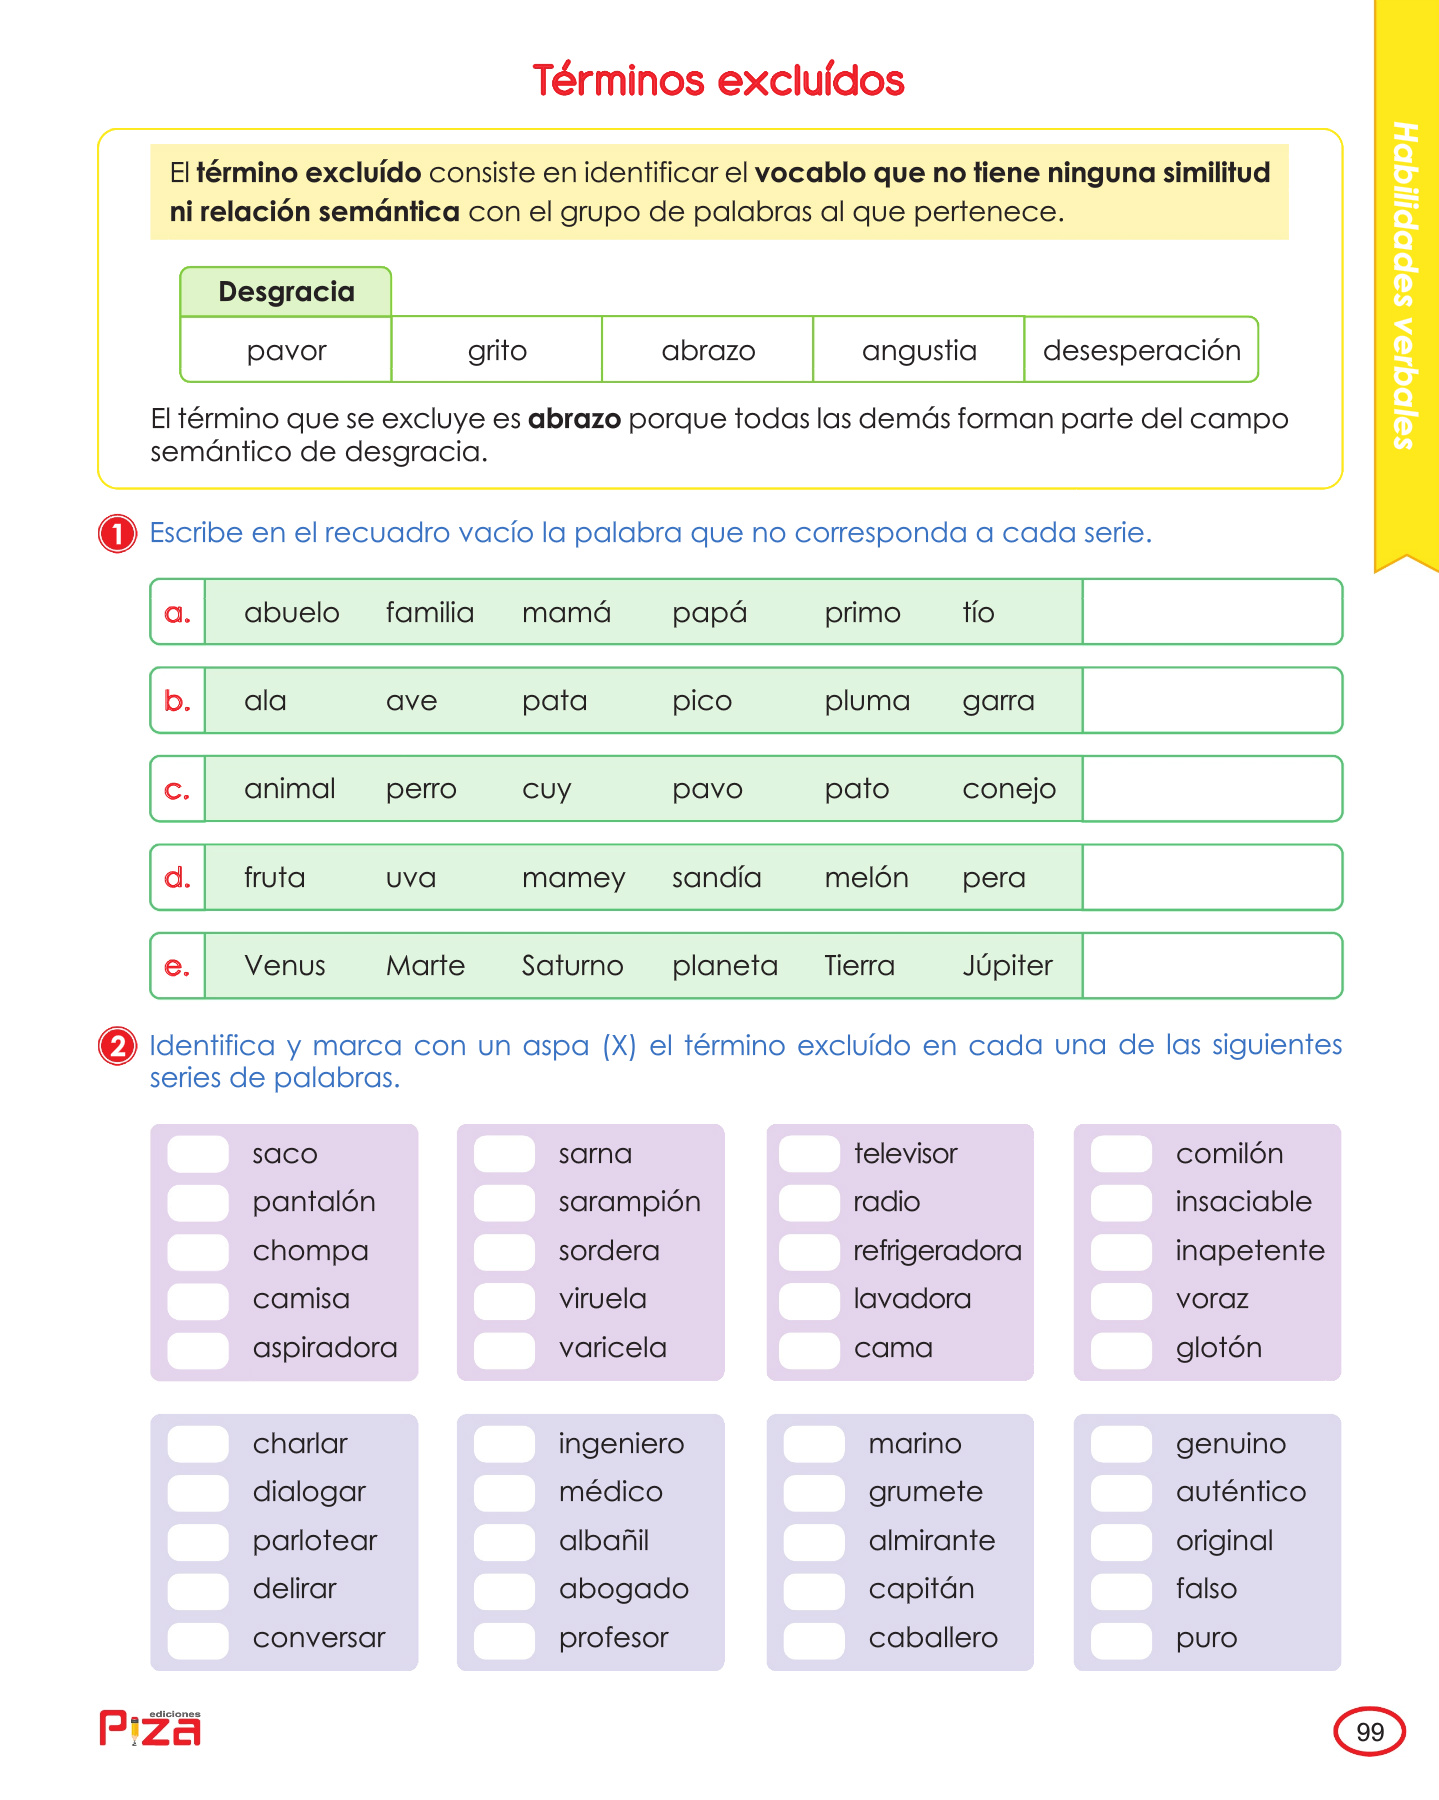 Términos excluídos
Habilidades verbales
El término excluído consiste en identificar el vocablo que no tiene ninguna similitud
ni relación semántica con el grupo de palabras al que pertenece.
Desgracia
pavor grito abrazo angustia desesperación
El término que se excluye es abrazo porque todas las demás forman parte del campo
semántico de desgracia.
1 Escribe en el recuadro vacío la palabra que no corresponda a cada serie.
a. abuelo familia mamá papá primo tío
b. ala ave pata pico pluma garra
c. animal perro cuy pavo pato conejo
d. fruta uva mamey sandía melón pera
e. Venus Marte Saturno planeta Tierra Júpiter
2 Identifica y marca con un aspa (X) el término excluído en cada una de las siguientes
series de palabras.
saco
pantalón
chompa
camisa
aspiradora
sarna
sarampión
sordera
viruela
varicela
televisor
radio
refrigeradora
lavadora
cama
comilón
insaciable
inapetente
voraz
glotón
charlar
dialogar
parlotear
delirar
conversar
ingeniero
médico
albañil
abogado
profesor
marino
grumete
almirante
capitán
caballero
genuino
auténtico
original
falso
puro
ediciones
Piza
99